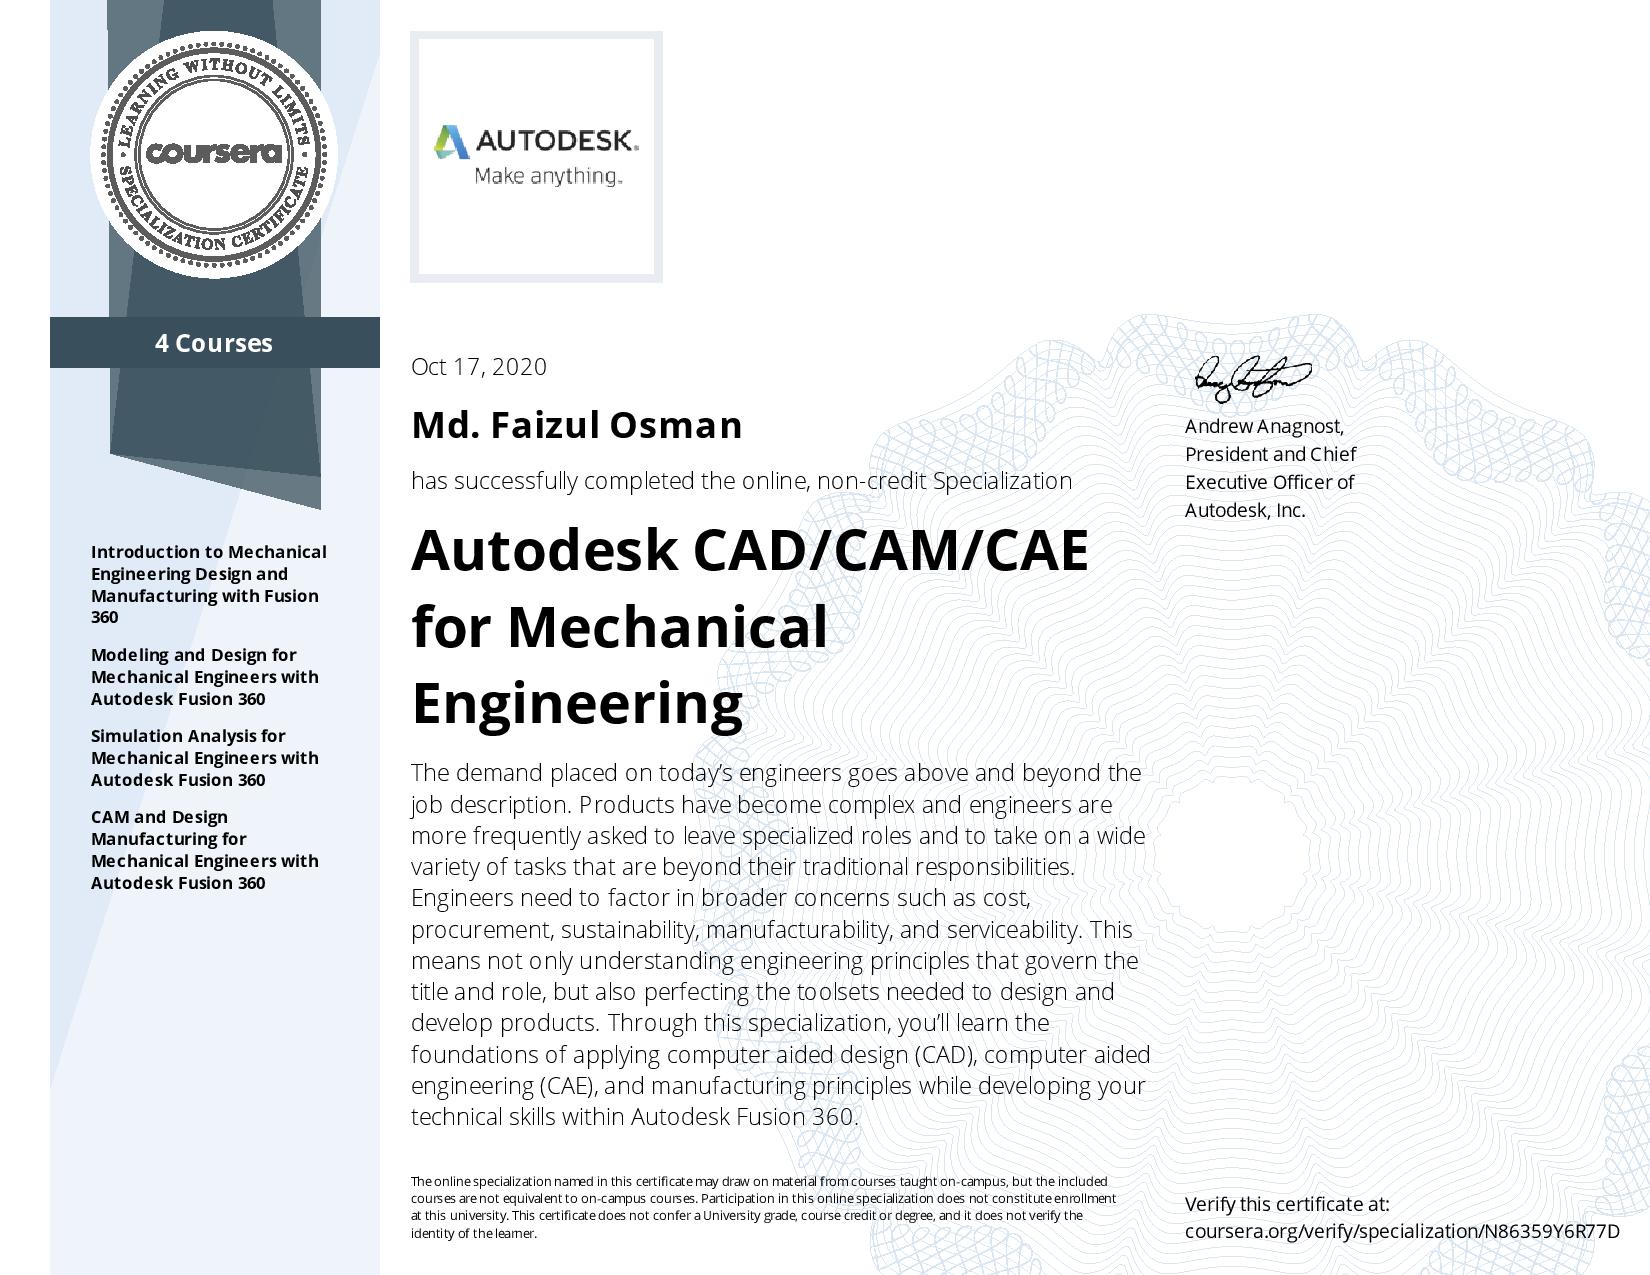 LEARNING WITHOUT LIMITS
coursera
SPECIALIZATION CERTIFICATE
4 Courses
Introduction to Mechanical
Engineering Design and
Manufacturing with Fusion
360
Modeling and Design for
Mechanical Engineers with
Autodesk Fusion 360
Simulation Analysis for
Mechanical Engineers with
Autodesk Fusion 360
CAM and Design
Manufacturing for
Mechanical Engineers with
Autodesk Fusion 360
AUTODESK®
Make anything™
Oct 17, 2020
Md. Faizul Osman
has successfully completed the online, non-credit Specialization
Autodesk CAD/CAM/CAE
for Mechanical
Engineering
The demand placed on today’s engineers goes above and beyond the
job description. Products have become complex and engineers are
more frequently asked to leave specialized roles and to take on a wide
variety of tasks that are beyond their traditional responsibilities.
Engineers need to factor in broader concerns such as cost,
procurement, sustainability, manufacturability, and serviceability. This
means not only understanding engineering principles that govern the
title and role, but also perfecting the toolsets needed to design and
develop products. Through this specialization, you’ll learn the
foundations of applying computer aided design (CAD), computer aided
engineering (CAE), and manufacturing principles while developing your
technical skills within Autodesk Fusion 360.
The online specialization named in this certificate may draw on material from courses taught on-campus, but the included
courses are not equivalent to on-campus courses. Participation in this online specialization does not constitute enrollment
at this university. This certificate does not confer a University grade, course credit or degree, and it does not verify the
identity of the learner.
Andrew Anagnost,
President and Chief
Executive Officer of
Autodesk, Inc.
Verify this certificate at:
coursera.org/verify/specialization/N86359Y6R77D